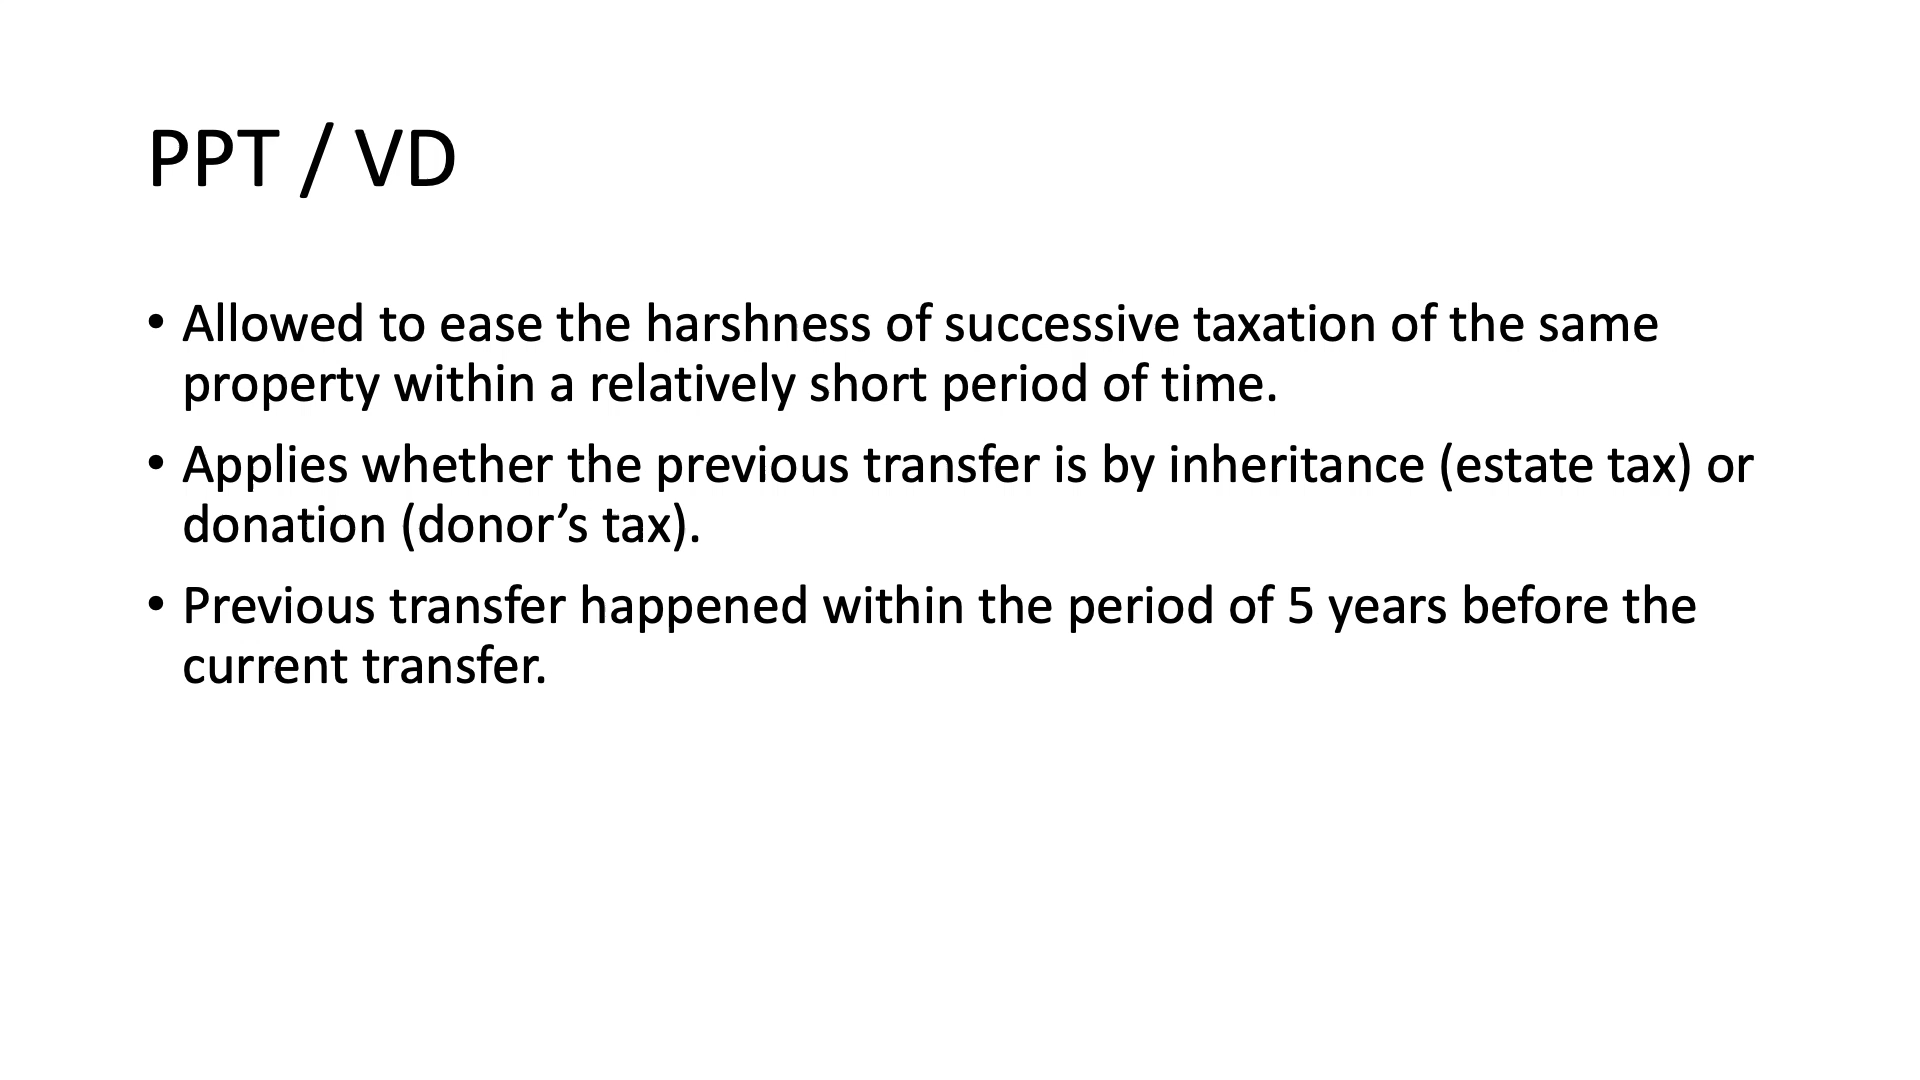 PPT / VD
• Allowed to ease the harshness of successive taxation of the same
property within a relatively short period of time.
• Applies whether the previous transfer is by inheritance (estate tax) or
donation (donor’s tax).
• Previous transfer happened within the period of 5 years before the
current transfer.